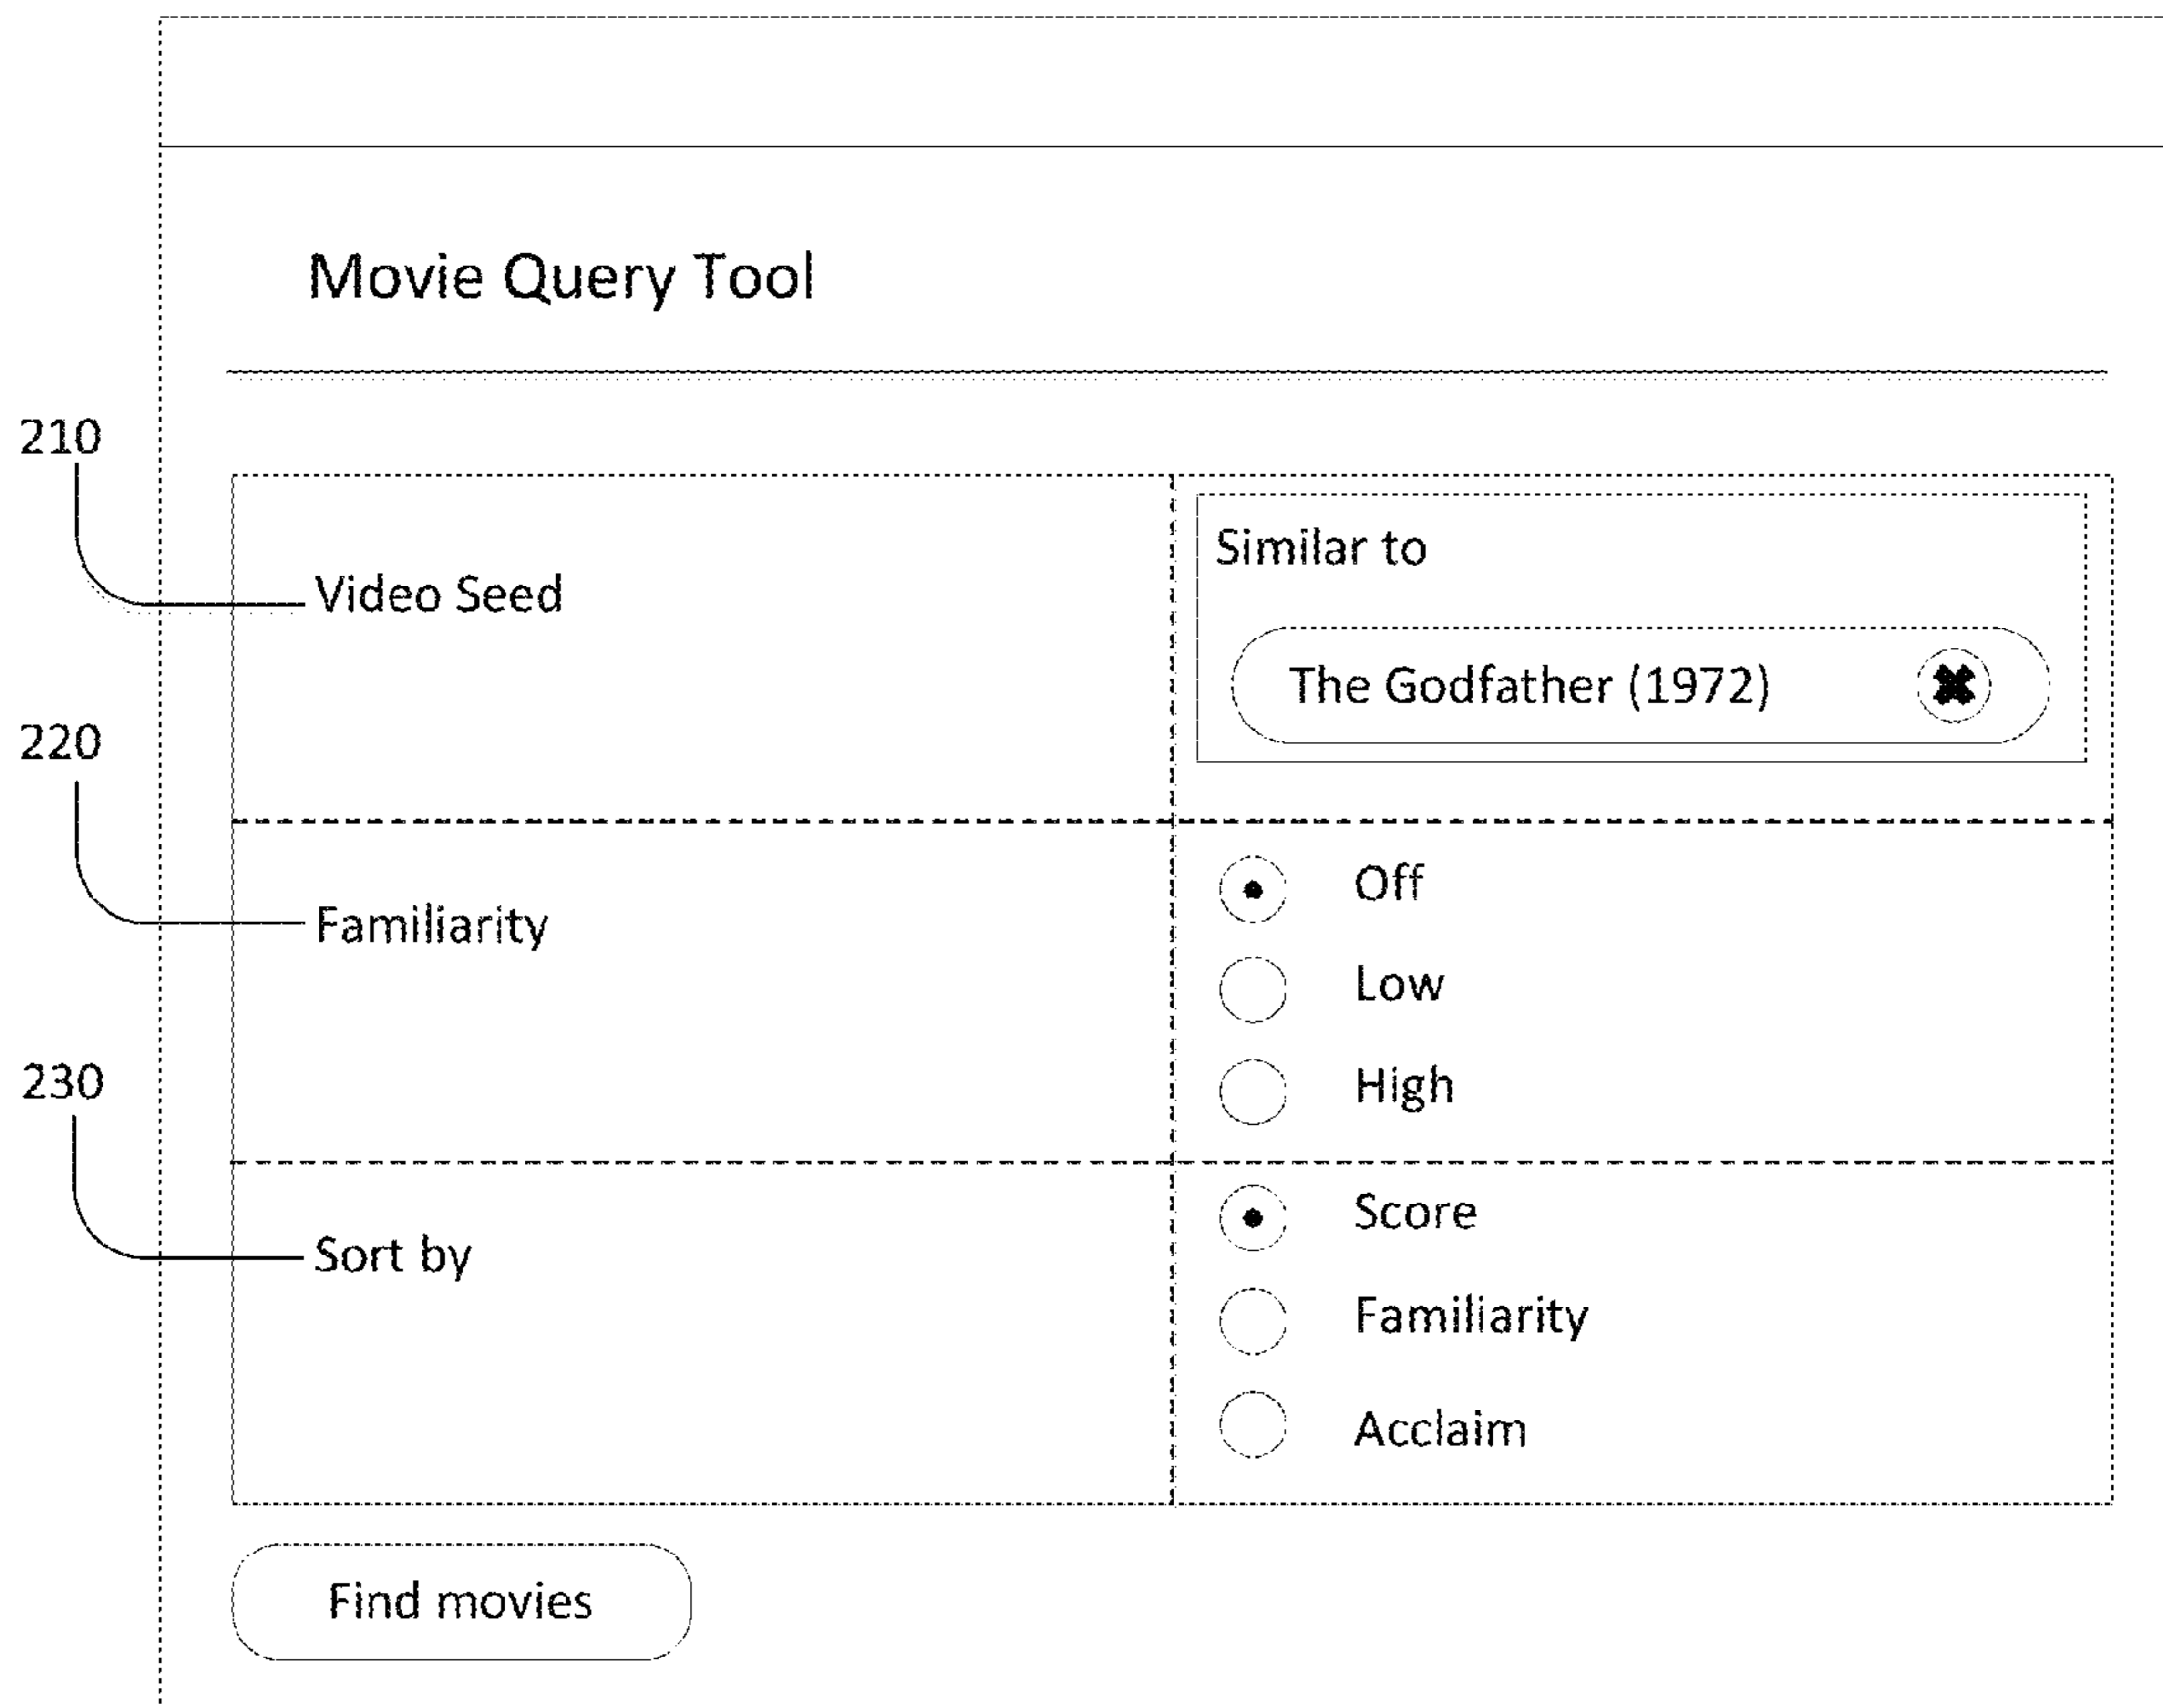 Movie Query Tool
210
Video Seed
Similar to
The Godfather (1972)
220
Familiarity
Off
Low
High
230
Sort by
Score
Familiarity
Acclaim
Find movies